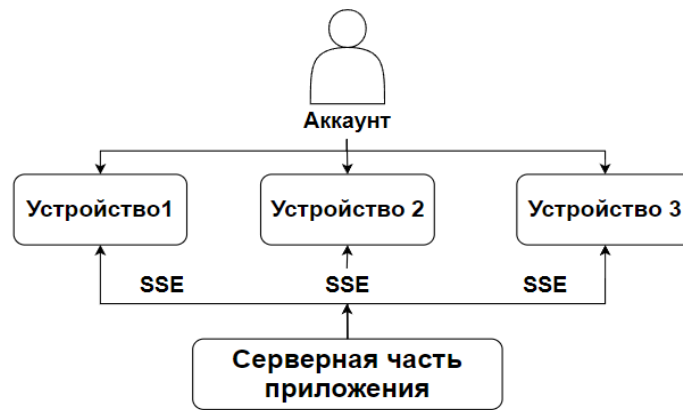 Аккаунт
Устройство1
Устройство 2
Устройство 3
SSE
SSE
SSE
Серверная часть
приложения